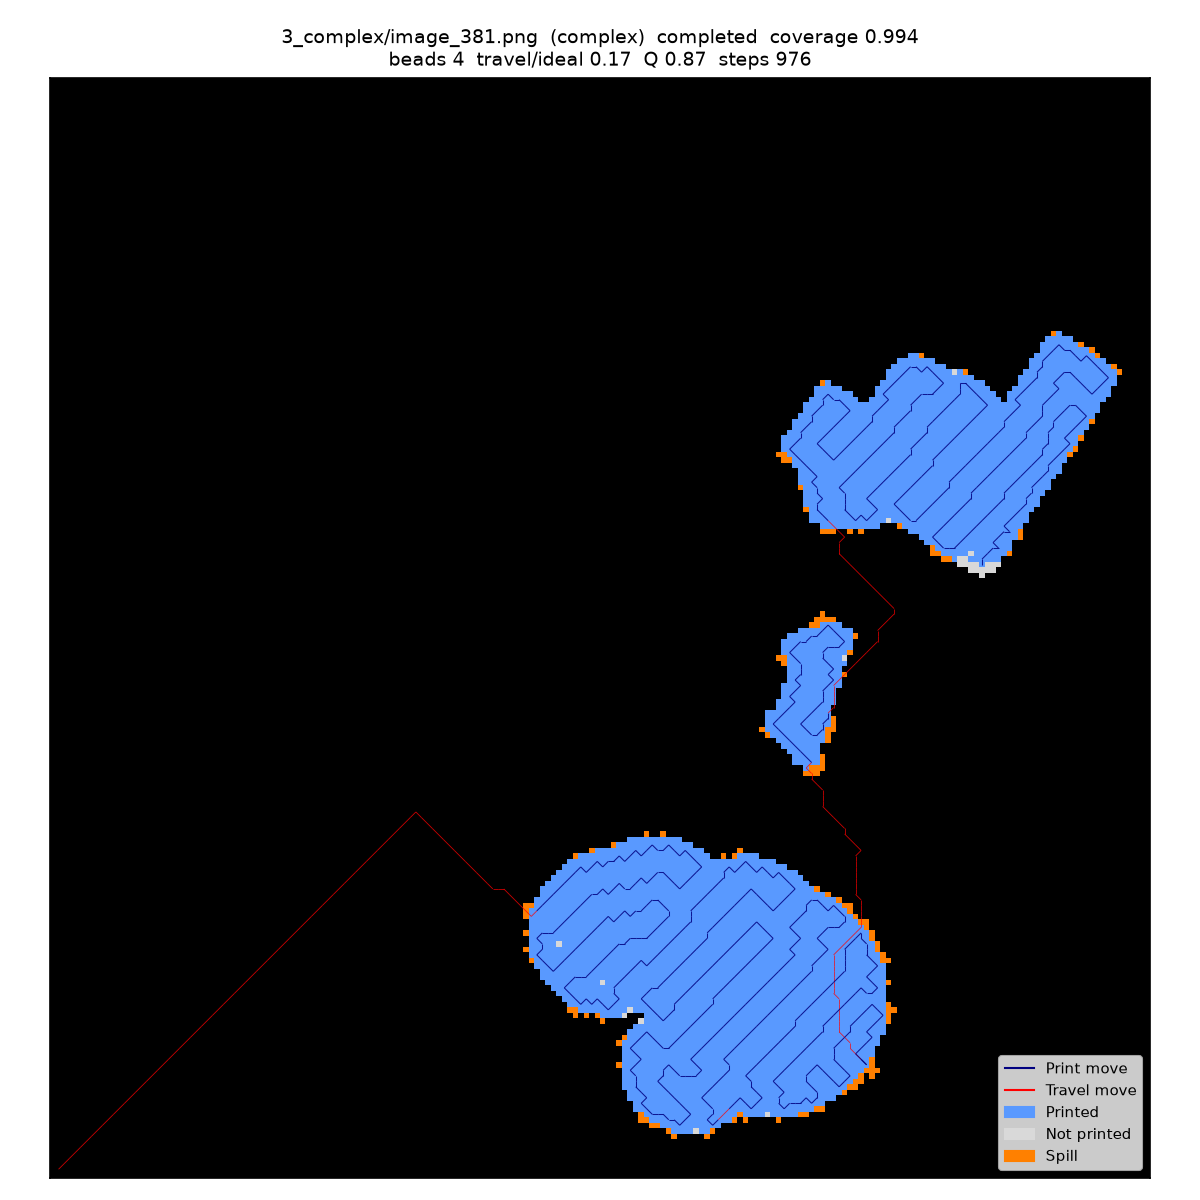 3_complex/image_381.png  (complex)  completed  coverage 0.994
beads 4  travel/ideal 0.17  Q 0.87  steps 976
Print move
Travel move
Printed
Not printed
Spill